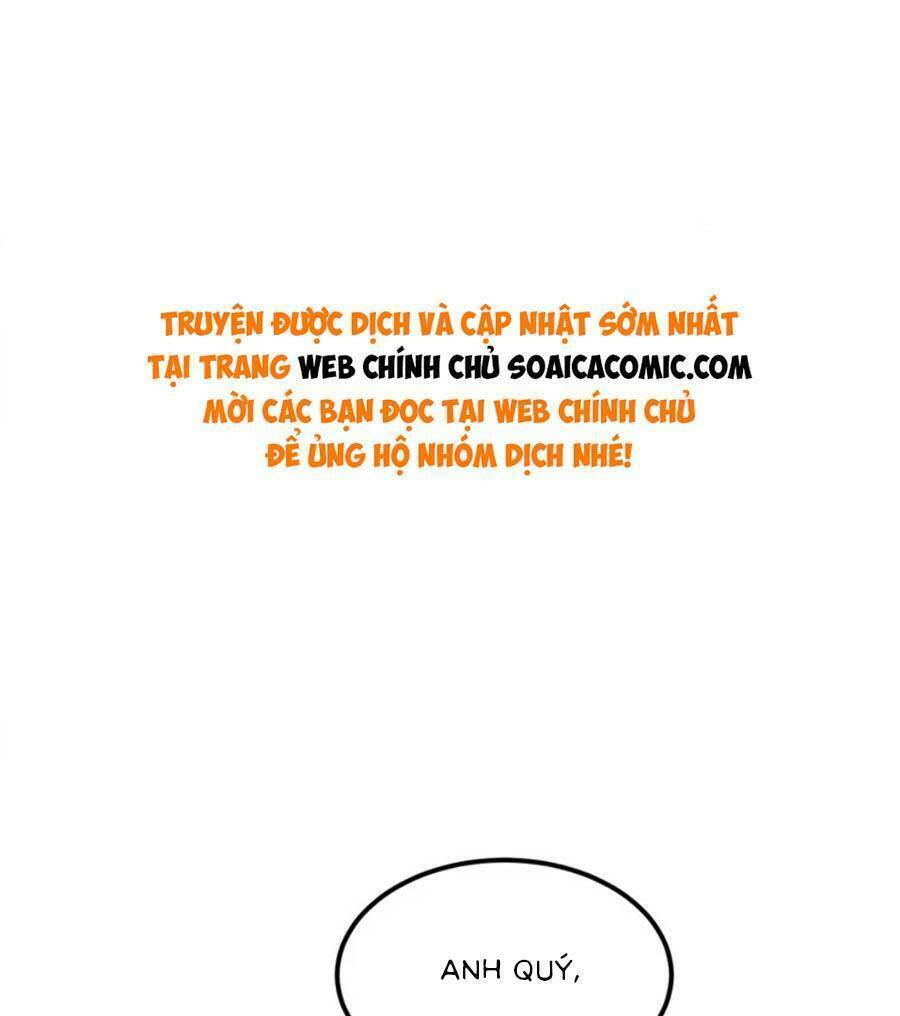 TRUYỆN ĐƯỢC DỊCH VÀ CẬP NHẬT SỚM NHẤT
TẠI TRANG WEB CHÍNH CHỦ SOAICACOMIC.COM
MỜI CÁC BẠN ĐỌC TẠI WEB CHÍNH CHỦ
ĐỂ ỦNG HỘ NHÓM DỊCH NHÉ!
ANH QUÝ,